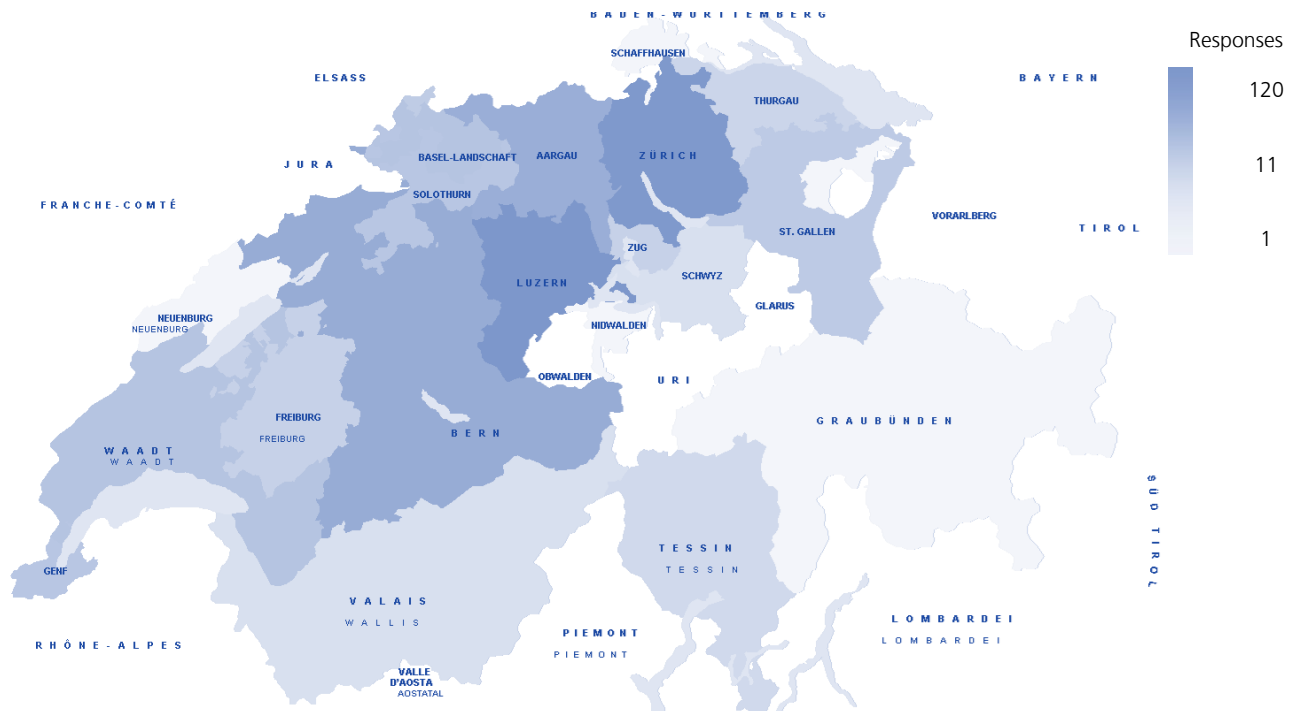 BADEN-WÜRTTEMBERG
Responses
SCHAFFHAUSEN
ELSASS
BAYERN
120
THURGAU
BASEL-LANDSCHAFT
AARGAU
ZÜRICH
JURA
11
SOLOTHURN
FRANCHE-COMTÉ
VORARLBERG
TIROL
ST. GALLEN
1
ZUG
SCHWYZ
LUZERN
GLARUS
NEUENBURG
NEUENBURG
NIDWALDEN
OBWALDEN
URI
FREIBURG
FREIBURG
GRAUBÜNDEN
BERN
WAADT
WAADT
SÜD TIROL
TESSIN
TESSIN
GENF
VALAIS
WALLIS
LOMBARDEI
LOMBARDEI
PIEMONT
PIEMONT
RHÔNE-ALPES
VALLE
D'AOSTA
AOSTATAL